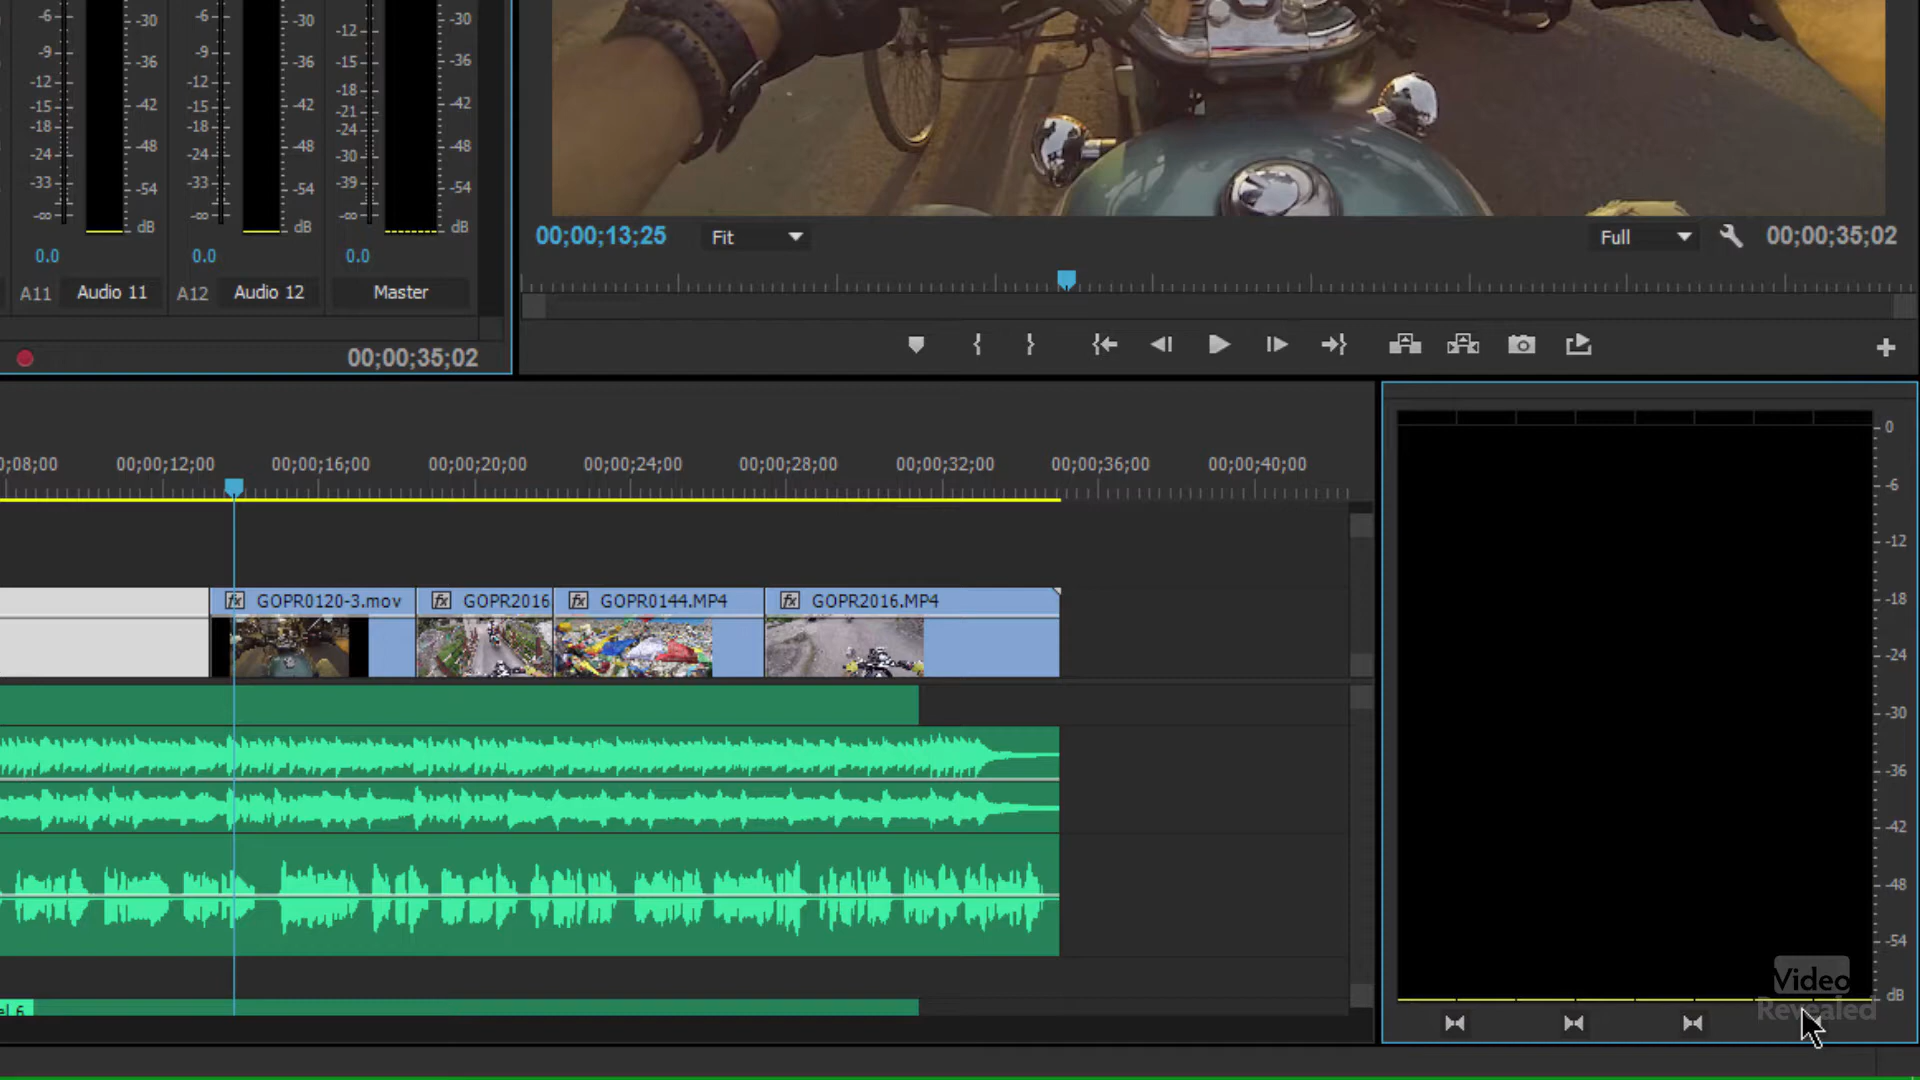 -6 -30 -6 -30 -30
-9 -36 -9 -36 -12 -36
-12 -12 -15
-15 -42 -15 -42 -18 -42
-18 -18 -21
-24 -48 -24 -48 -24 -48
-30
-33 -54 -33 -54 -39 -54
-∞ dB -∞ dB -∞ dB
0.0 0.0 0.0
A11 Audio 11 A12 Audio 12 Master
00;00;35;02
00;00;13;25 Fit Full 00;00;35;02
0;08;00 00;00;12;00 00;00;16;00 00;00;20;00 00;00;24;00 00;00;28;00 00;00;32;00 00;00;36;00 00;00;40;00
fx GOPR0120-3.mov fx GOPR2016 fx GOPR0144.MP4 fx GOPR2016.MP4
el 6
0
-6
-12
-18
-24
-30
-36
-42
-48
-54
dB
Video
Revealed